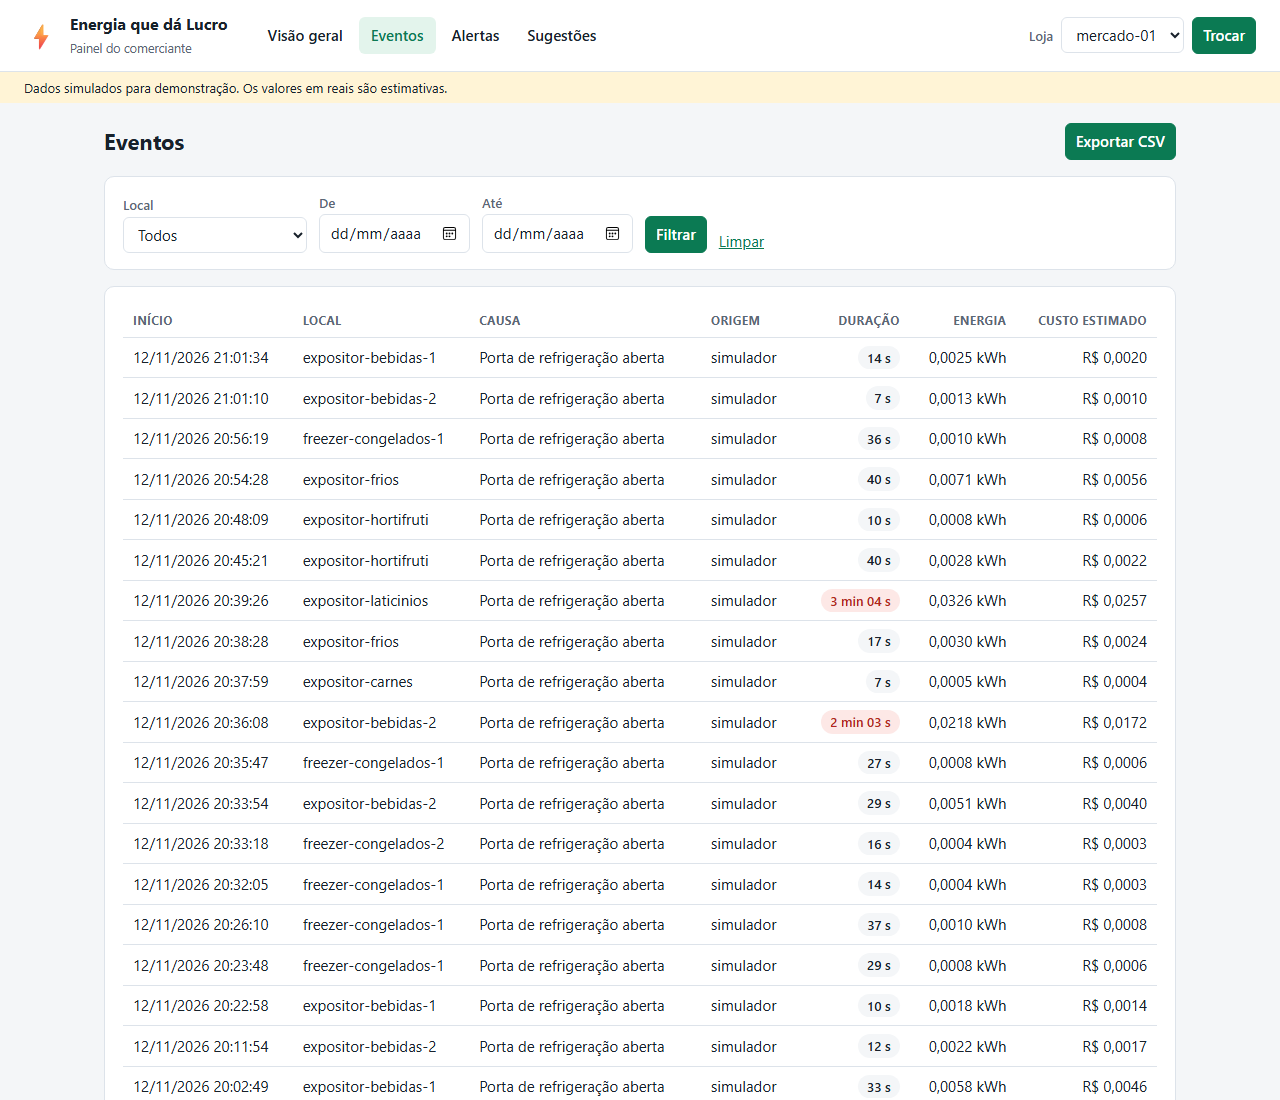 Energia que dá Lucro
Painel do comerciante
Visão geral Eventos Alertas Sugestões
Loja mercado-01 Trocar
Dados simulados para demonstração. Os valores em reais são estimativas.
Eventos
Exportar CSV
Local De Até
Todos dd/mm/aaaa dd/mm/aaaa Filtrar Limpar
INÍCIO LOCAL CAUSA ORIGEM DURAÇÃO ENERGIA CUSTO ESTIMADO
12/11/2026 21:01:34 expositor-bebidas-1 Porta de refrigeração aberta simulador 14 s 0,0025 kWh R$ 0,0020
12/11/2026 21:01:10 expositor-bebidas-2 Porta de refrigeração aberta simulador 7 s 0,0013 kWh R$ 0,0010
12/11/2026 20:56:19 freezer-congelados-1 Porta de refrigeração aberta simulador 36 s 0,0010 kWh R$ 0,0008
12/11/2026 20:54:28 expositor-frios Porta de refrigeração aberta simulador 40 s 0,0071 kWh R$ 0,0056
12/11/2026 20:48:09 expositor-hortifruti Porta de refrigeração aberta simulador 10 s 0,0008 kWh R$ 0,0006
12/11/2026 20:45:21 expositor-hortifruti Porta de refrigeração aberta simulador 40 s 0,0028 kWh R$ 0,0022
12/11/2026 20:39:26 expositor-laticinios Porta de refrigeração aberta simulador 3 min 04 s 0,0326 kWh R$ 0,0257
12/11/2026 20:38:28 expositor-frios Porta de refrigeração aberta simulador 17 s 0,0030 kWh R$ 0,0024
12/11/2026 20:37:59 expositor-carnes Porta de refrigeração aberta simulador 7 s 0,0005 kWh R$ 0,0004
12/11/2026 20:36:08 expositor-bebidas-2 Porta de refrigeração aberta simulador 2 min 03 s 0,0218 kWh R$ 0,0172
12/11/2026 20:35:47 freezer-congelados-1 Porta de refrigeração aberta simulador 27 s 0,0008 kWh R$ 0,0006
12/11/2026 20:33:54 expositor-bebidas-2 Porta de refrigeração aberta simulador 29 s 0,0051 kWh R$ 0,0040
12/11/2026 20:33:18 freezer-congelados-2 Porta de refrigeração aberta simulador 16 s 0,0004 kWh R$ 0,0003
12/11/2026 20:32:05 freezer-congelados-1 Porta de refrigeração aberta simulador 14 s 0,0004 kWh R$ 0,0003
12/11/2026 20:26:10 freezer-congelados-1 Porta de refrigeração aberta simulador 37 s 0,0010 kWh R$ 0,0008
12/11/2026 20:23:48 freezer-congelados-1 Porta de refrigeração aberta simulador 29 s 0,0008 kWh R$ 0,0006
12/11/2026 20:22:58 expositor-bebidas-1 Porta de refrigeração aberta simulador 10 s 0,0018 kWh R$ 0,0014
12/11/2026 20:11:54 expositor-bebidas-2 Porta de refrigeração aberta simulador 12 s 0,0022 kWh R$ 0,0017
12/11/2026 20:02:49 expositor-bebidas-1 Porta de refrigeração aberta simulador 33 s 0,0058 kWh R$ 0,0046